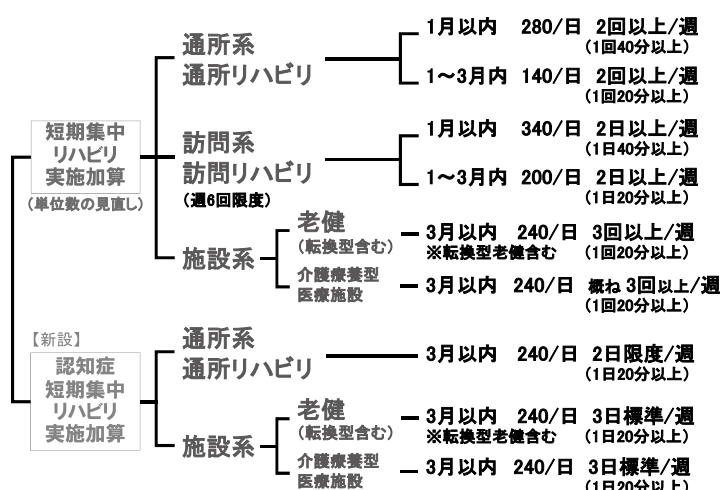 短期集中
リハビリ
実施加算
(単位数の見直し)
通所系
通所リハビリ
1月以内 280/日 2回以上/週
(1回40分以上)
1～3月内 140/日 2回以上/週
(1回20分以上)
訪問系
訪問リハビリ
(週6回限度)
1月以内 340/日 2日以上/週
(1日40分以上)
1～3月内 200/日 2日以上/週
(1日20分以上)
施設系
老健
(転換型含む)
3月以内 240/日 3回以上/週
※転換型老健含む (1回20分以上)
介護療養型
医療施設
3月以内 240/日 概ね 3回以上/週
(1回20分以上)
【新設】
認知症
短期集中
リハビリ
実施加算
通所系
通所リハビリ
3月以内 240/日 2日限度/週
(1日20分以上)
施設系
老健
(転換型含む)
3月以内 240/日 3日標準/週
※転換型老健含む (1日20分以上)
介護療養型
医療施設
3月以内 240/日 3日標準/週
(1日20分以上)